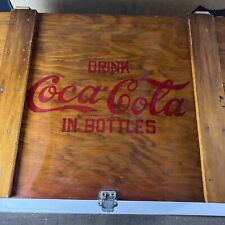 DRINK
Coca-Cola
IN BOTTLES